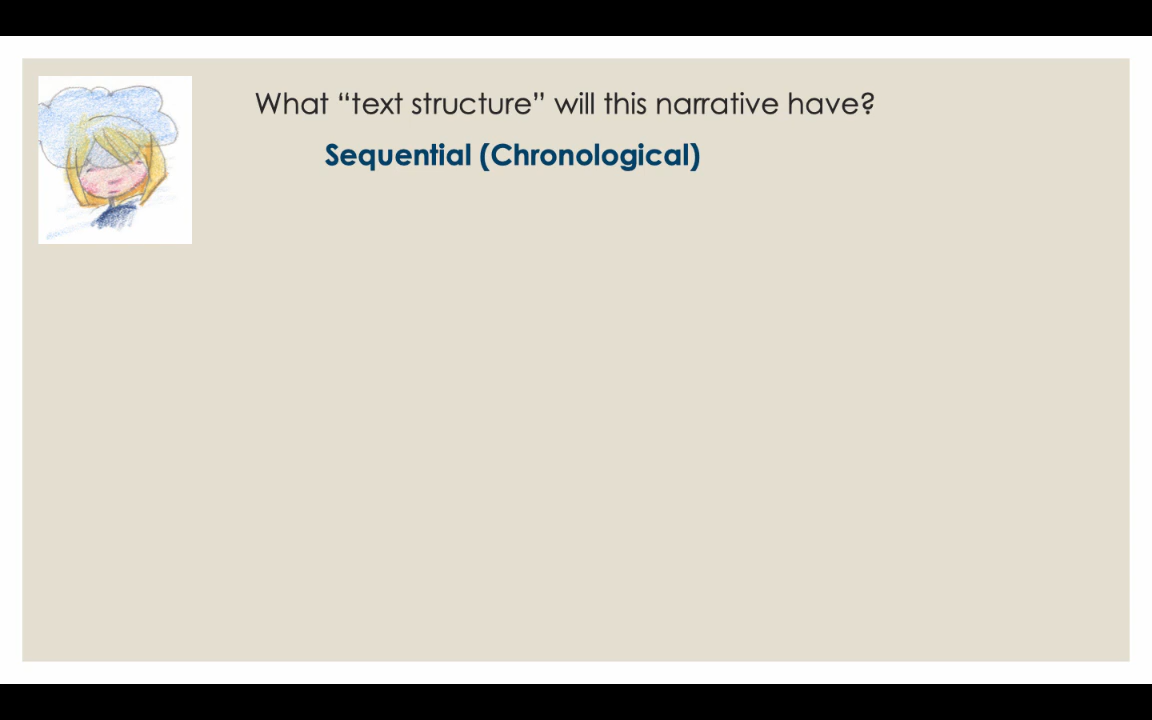 What “text structure” will this narrative have?
Sequential (Chronological)